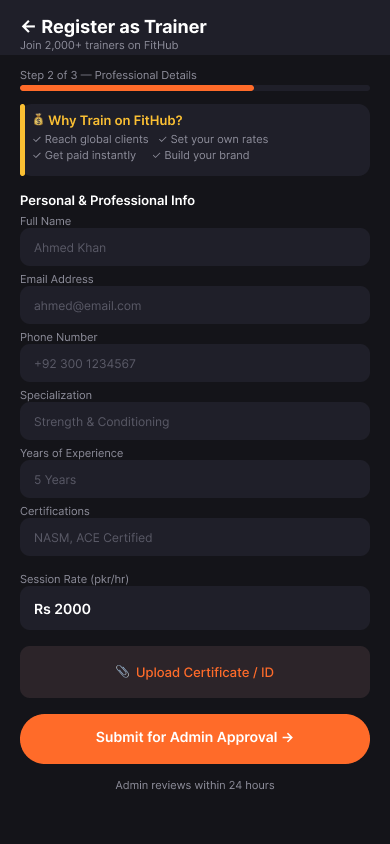 ← Register as Trainer
Join 2,000+ trainers on FitHub
Step 2 of 3 — Professional Details
💰 Why Train on FitHub?
✓ Reach global clients ✓ Set your own rates
✓ Get paid instantly ✓ Build your brand
Personal & Professional Info
Full Name
Ahmed Khan
Email Address
ahmed@email.com
Phone Number
+92 300 1234567
Specialization
Strength & Conditioning
Years of Experience
5 Years
Certifications
NASM, ACE Certified
Session Rate (pkr/hr)
Rs 2000
📎 Upload Certificate / ID
Submit for Admin Approval →
Admin reviews within 24 hours